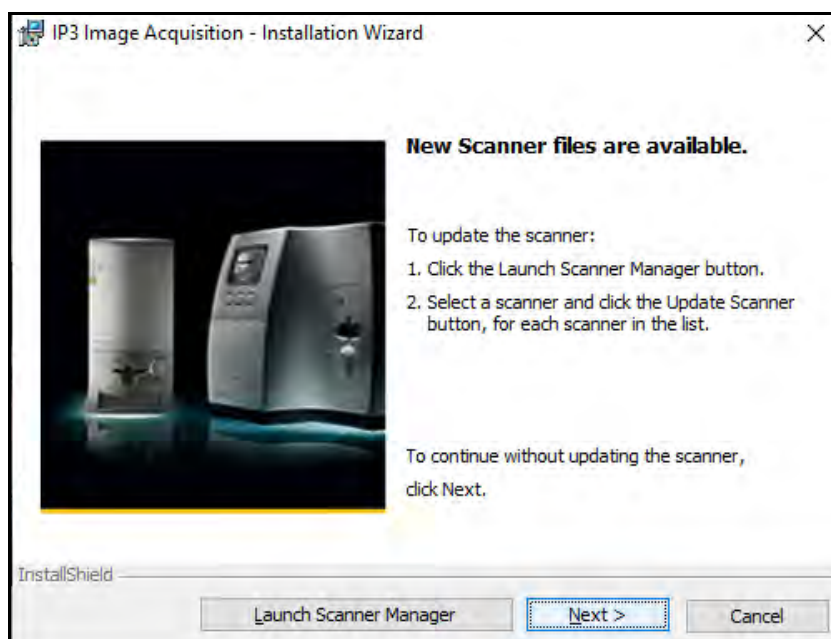 IP3 Image Acquisition - Installation Wizard
New Scanner files are available.
To update the scanner:
1. Click the Launch Scanner Manager button.
2. Select a scanner and click the Update Scanner
button, for each scanner in the list.
To continue without updating the scanner,
click Next.
InstallShield
Launch Scanner Manager
Next >
Cancel